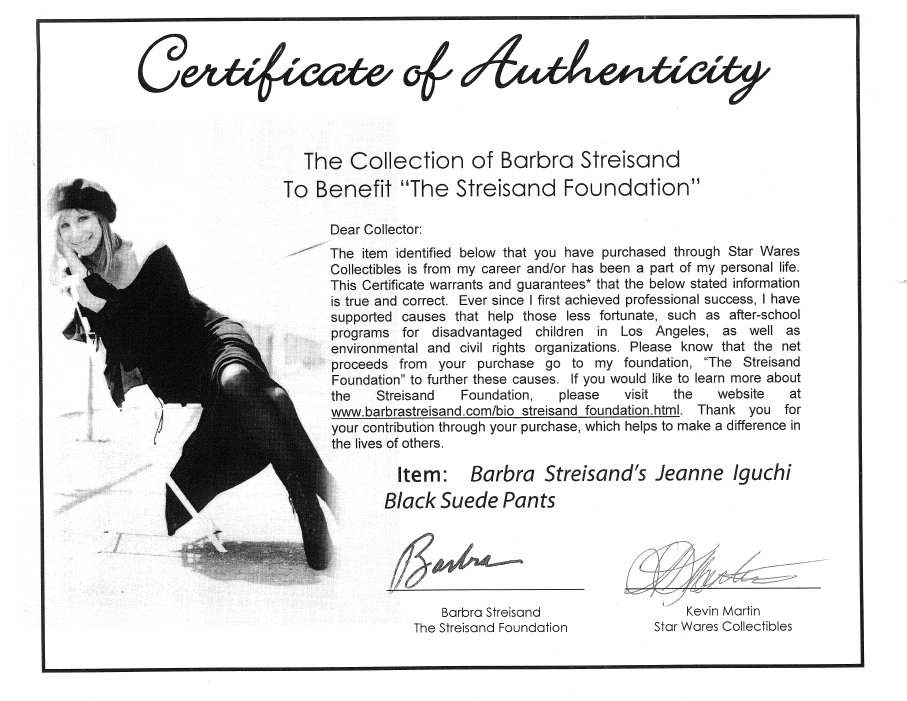 Certificate of Authenticity
The Collection of Barbra Streisand
To Benefit “The Streisand Foundation”
Dear Collector:
The item identified below that you have purchased through Star Wares
Collectibles is from my career and/or has been a part of my personal life.
This Certificate warrants and guarantees* that the below stated information
is true and correct. Ever since I first achieved professional success, I have
supported causes that help those less fortunate, such as after-school
programs for disadvantaged children in Los Angeles, as well as
environmental and civil rights organizations. Please know that the net
proceeds from your purchase go to my foundation, “The Streisand
Foundation” to further these causes. If you would like to learn more about
the Streisand Foundation, please visit the website at
www.barbrastreisand.com/bio_streisand_foundation.html. Thank you for
your contribution through your purchase, which helps to make a difference in
the lives of others.
Item: Barbra Streisand’s Jeanne Iguchi
Black Suede Pants
Barbra
Barbra Streisand
The Streisand Foundation
Kevin Martin
Star Wares Collectibles